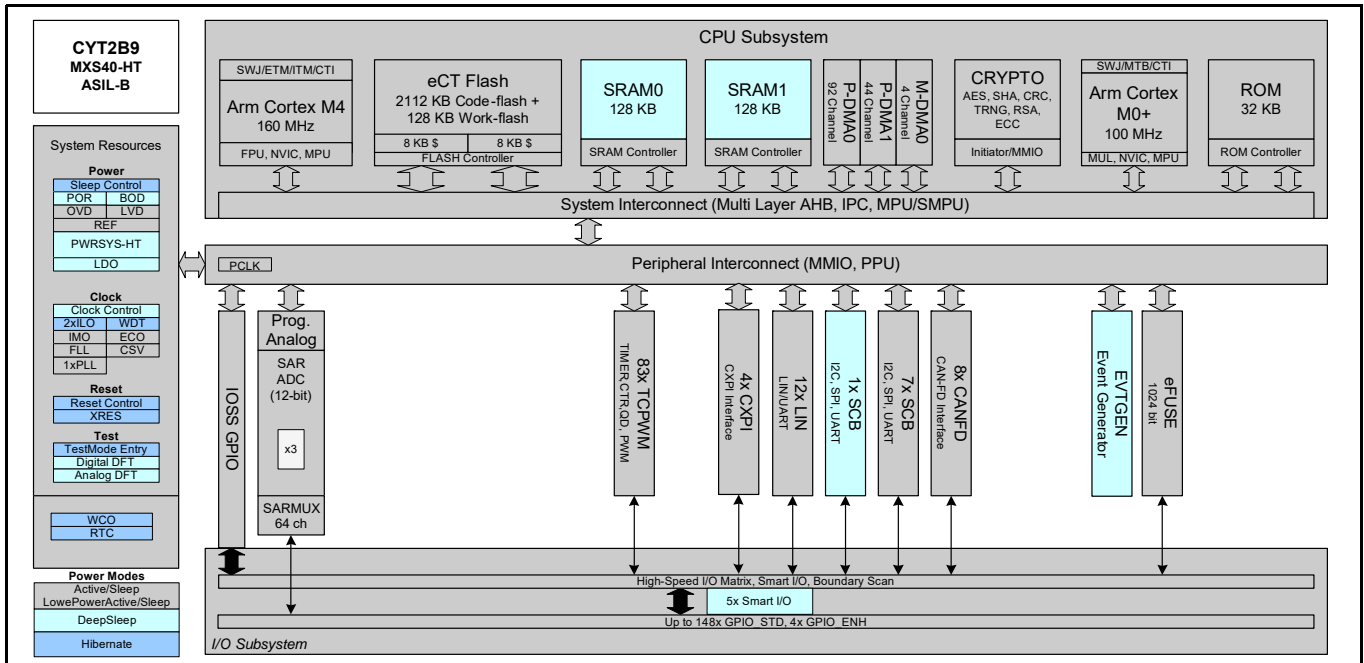 CYT2B9
MXS40-HT
ASIL-B
System Resources
Power
Sleep Control
POR
BOD
OVD
LVD
REF
PWRSYS-HT
LDO
Clock
Clock Control
2xILO
WDT
IMO
ECO
FLL
CSV
1xPLL
Reset
Reset Control
XRES
Test
TestMode Entry
Digital DFT
Analog DFT
WCO
RTC
Power Modes
Active/Sleep
LowePowerActive/Sleep
DeepSleep
Hibernate
CPU Subsystem
SWJ/ETM/ITM/CTI
Arm Cortex M4
160 MHz
FPU, NVIC, MPU
eCT Flash
2112 KB Code-flash +
128 KB Work-flash
8 KB $
8 KB $
FLASH Controller
SRAM0
128 KB
SRAM Controller
SRAM1
128 KB
SRAM Controller
P-DMA0
92 Channel
P-DMA1
44 Channel
M-DMA0
4 Channel
CRYPTO
AES, SHA, CRC,
TRNG, RSA,
ECC
Initiator/MMIO
SWJ/MTB/CTI
Arm Cortex
M0+
100 MHz
MUL, NVIC, MPU
ROM
32 KB
ROM Controller
System Interconnect (Multi Layer AHB, IPC, MPU/SMPU)
PCLK
Peripheral Interconnect (MMIO, PPU)
IOSS GPIO
Prog.
Analog
SAR
ADC
(12-bit)
x3
SARMUX
64 ch
83x TCPWM
TIMER,CTR,QD, PWM
4x CXPI
CXPI Interface
12x LIN
LIN/UART
1x SCB
I2C, SPI, UART
7x SCB
I2C, SPI, UART
8x CANFD
CAN-FD Interface
EVTGEN
Event Generator
eFUSE
1024 bit
High-Speed I/O Matrix, Smart I/O, Boundary Scan
5x Smart I/O
Up to 148x GPIO_STD, 4x GPIO_ENH
I/O Subsystem